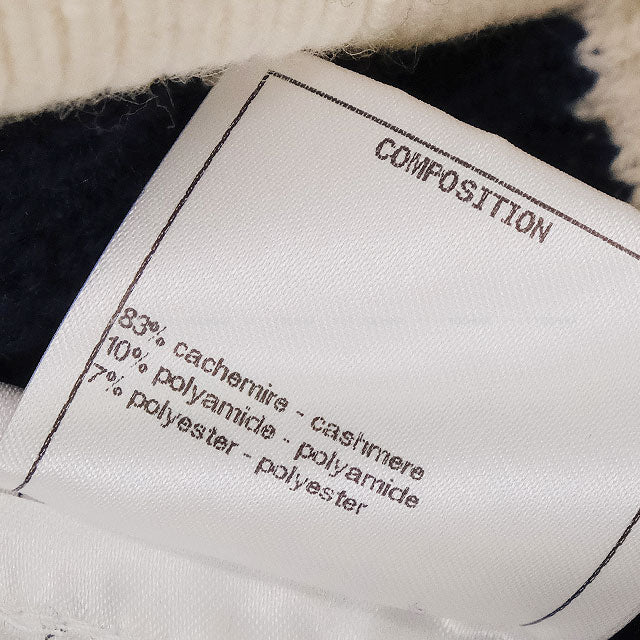 COMPOSITION
83% cachemire - cashmere
10% polyamide - polyamide
7% polyester - polyester